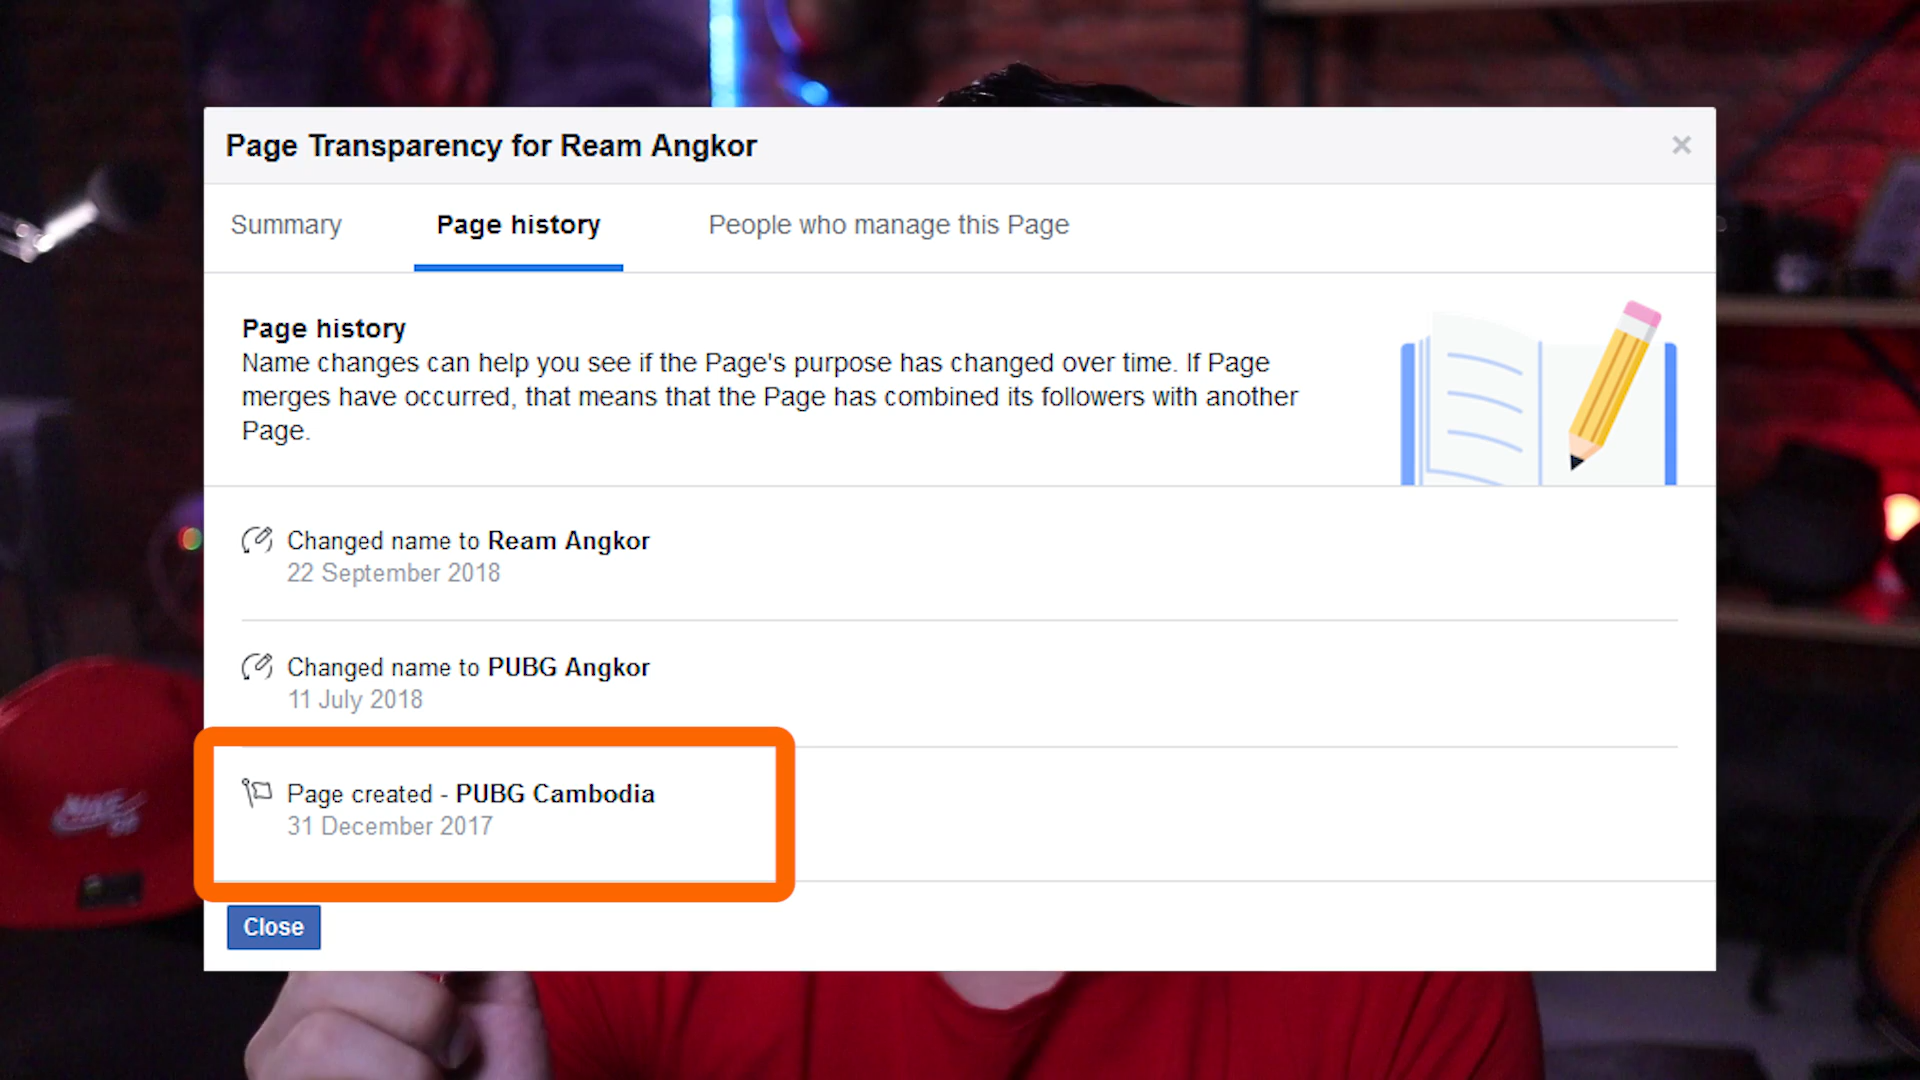 Page Transparency for Ream Angkor
×
Summary
Page history
People who manage this Page
Page history
Name changes can help you see if the Page's purpose has changed over time. If Page
merges have occurred, that means that the Page has combined its followers with another
Page.
Changed name to Ream Angkor
22 September 2018
Changed name to PUBG Angkor
11 July 2018
Page created - PUBG Cambodia
31 December 2017
Close
NIKE SB